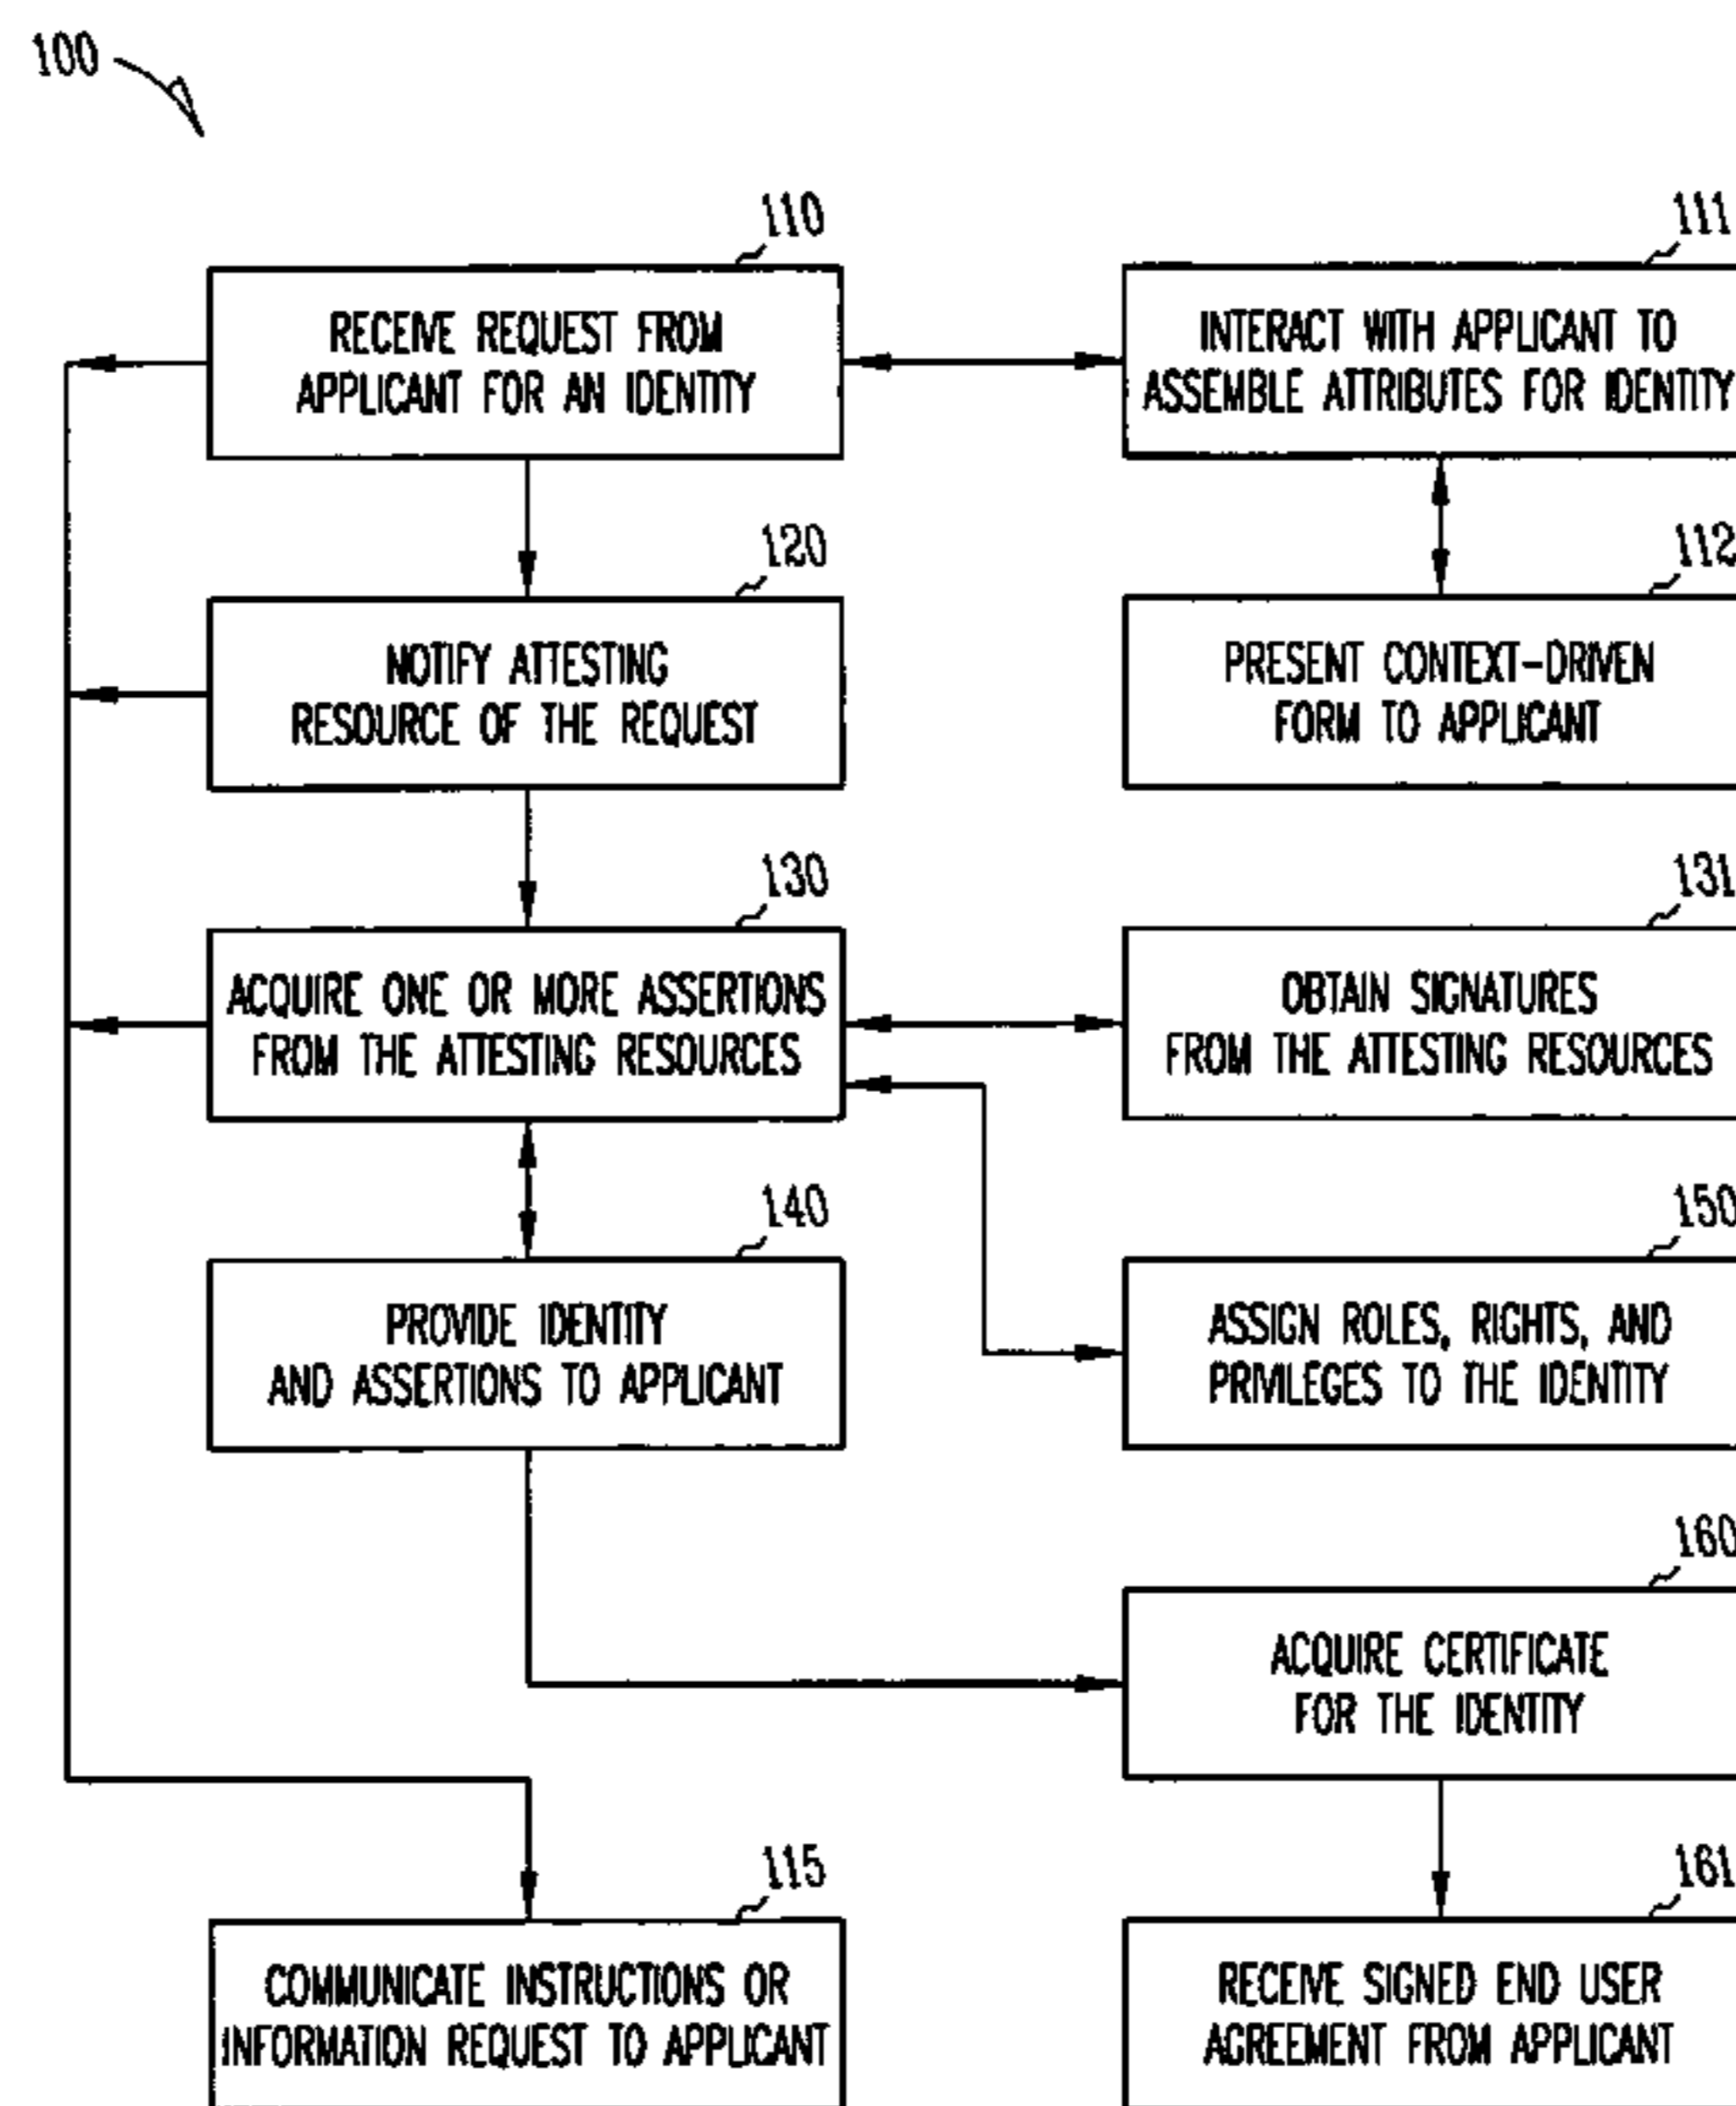 100
110
RECEIVE REQUEST FROM
APPLICANT FOR AN IDENTITY
111
INTERACT WITH APPLICANT TO
ASSEMBLE ATTRIBUTES FOR IDENTITY
120
NOTIFY ATTESTING
RESOURCE OF THE REQUEST
112
PRESENT CONTEXT-DRIVEN
FORM TO APPLICANT
130
ACQUIRE ONE OR MORE ASSERTIONS
FROM THE ATTESTING RESOURCES
131
OBTAIN SIGNATURES
FROM THE ATTESTING RESOURCES
140
PROVIDE IDENTITY
AND ASSERTIONS TO APPLICANT
150
ASSIGN ROLES, RIGHTS, AND
PRIVILEGES TO THE IDENTITY
160
ACQUIRE CERTIFICATE
FOR THE IDENTITY
115
COMMUNICATE INSTRUCTIONS OR
INFORMATION REQUEST TO APPLICANT
161
RECEIVE SIGNED END USER
AGREEMENT FROM APPLICANT